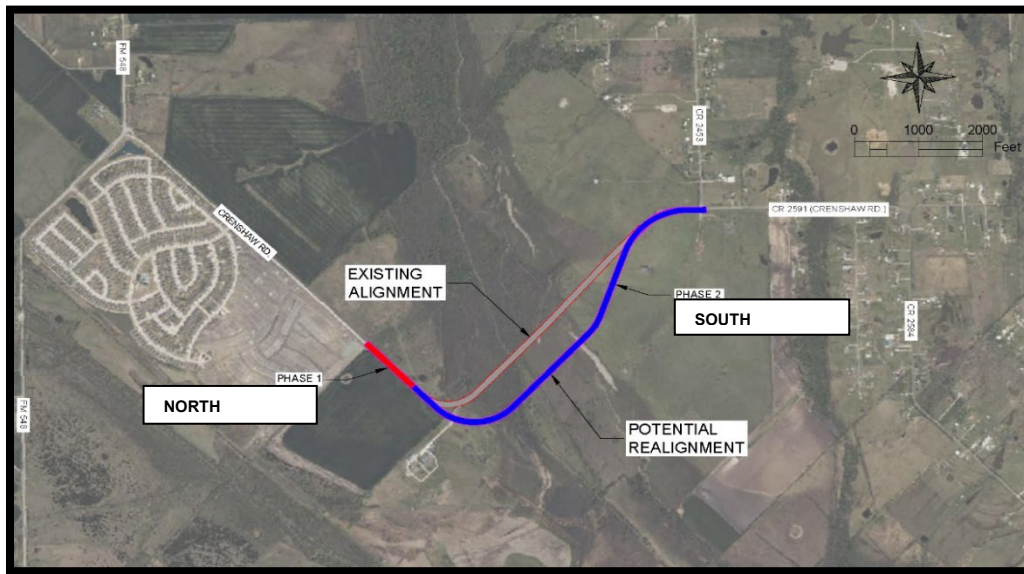 FM 548
CR 2453
0 1000 2000
Feet
CR 2591 (CRENSHAW RD.)
CRENSHAW RD.
EXISTING
ALIGNMENT
PHASE 2
SOUTH
CR 2584
PHASE 1
NORTH
FM 548
POTENTIAL
REALIGNMENT